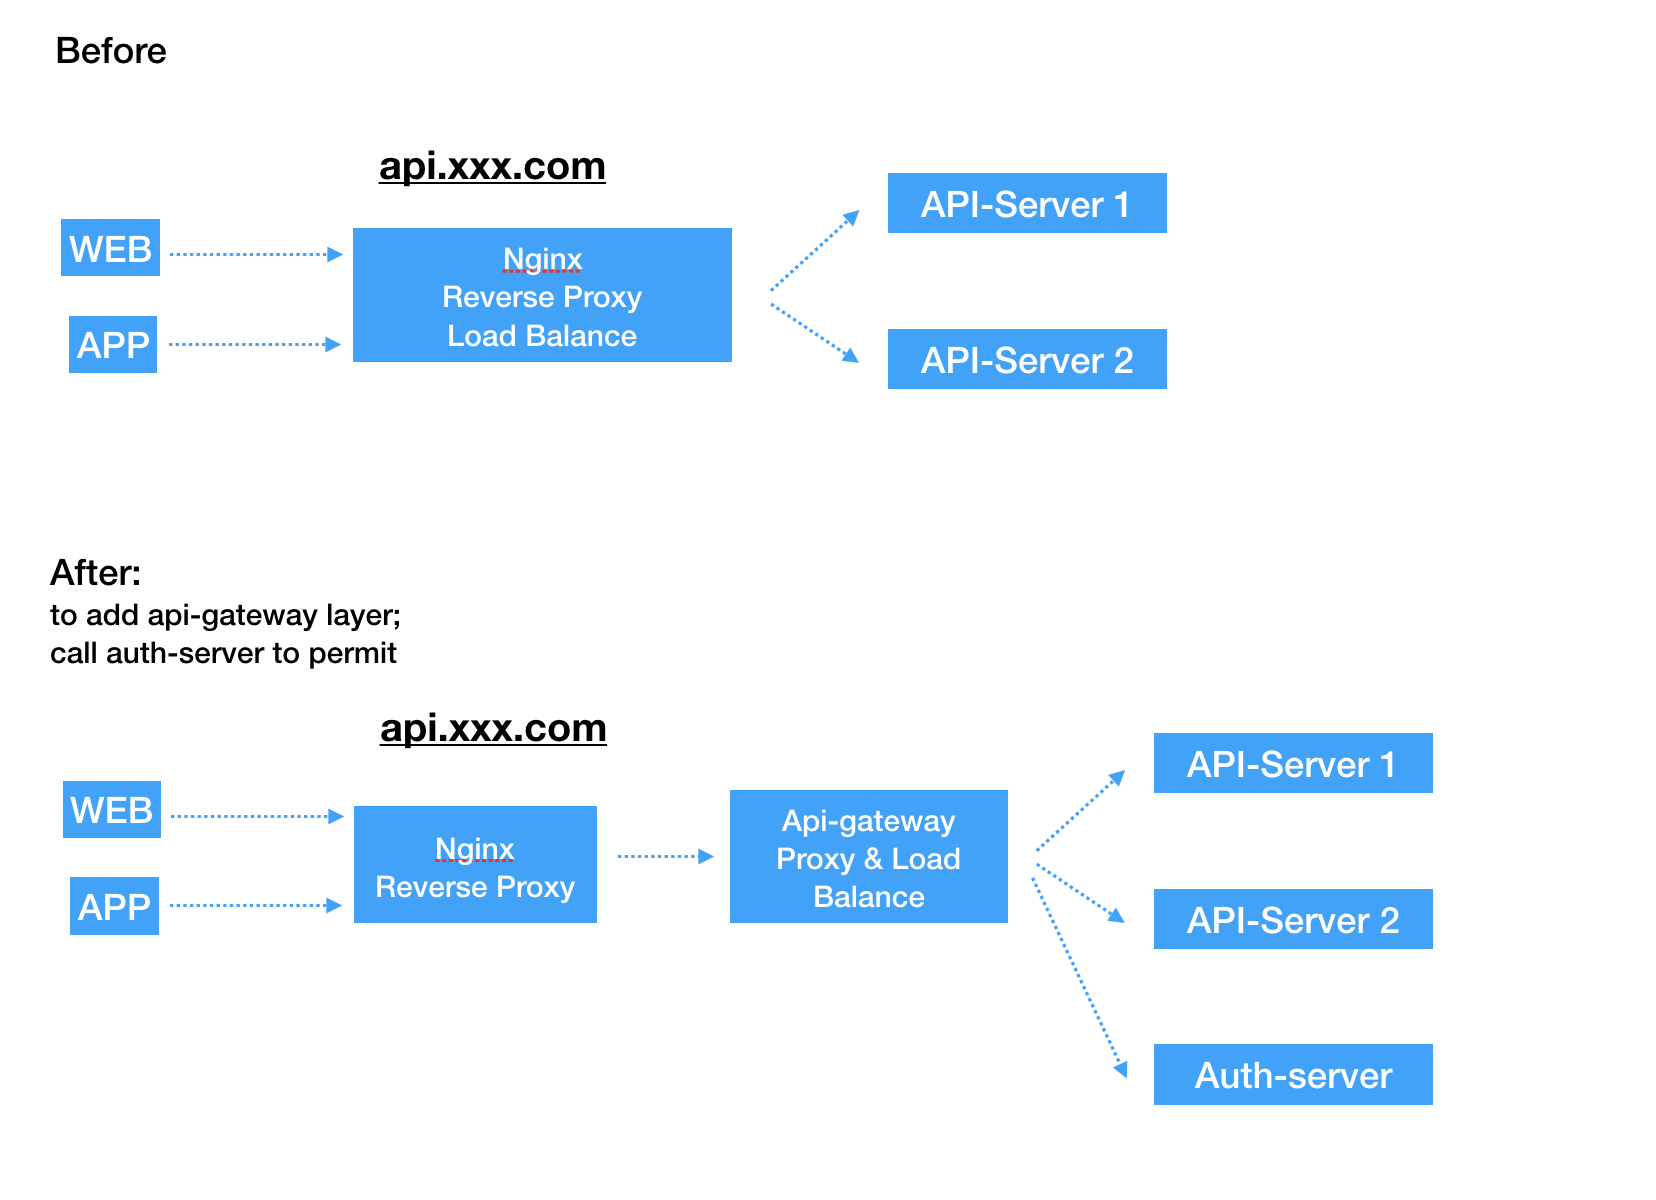 Before
api.xxx.com
WEB
APP
Nginx
Reverse Proxy
Load Balance
API-Server 1
API-Server 2
After:
to add api-gateway layer;
call auth-server to permit
api.xxx.com
WEB
APP
Nginx
Reverse Proxy
Api-gateway
Proxy & Load
Balance
API-Server 1
API-Server 2
Auth-server